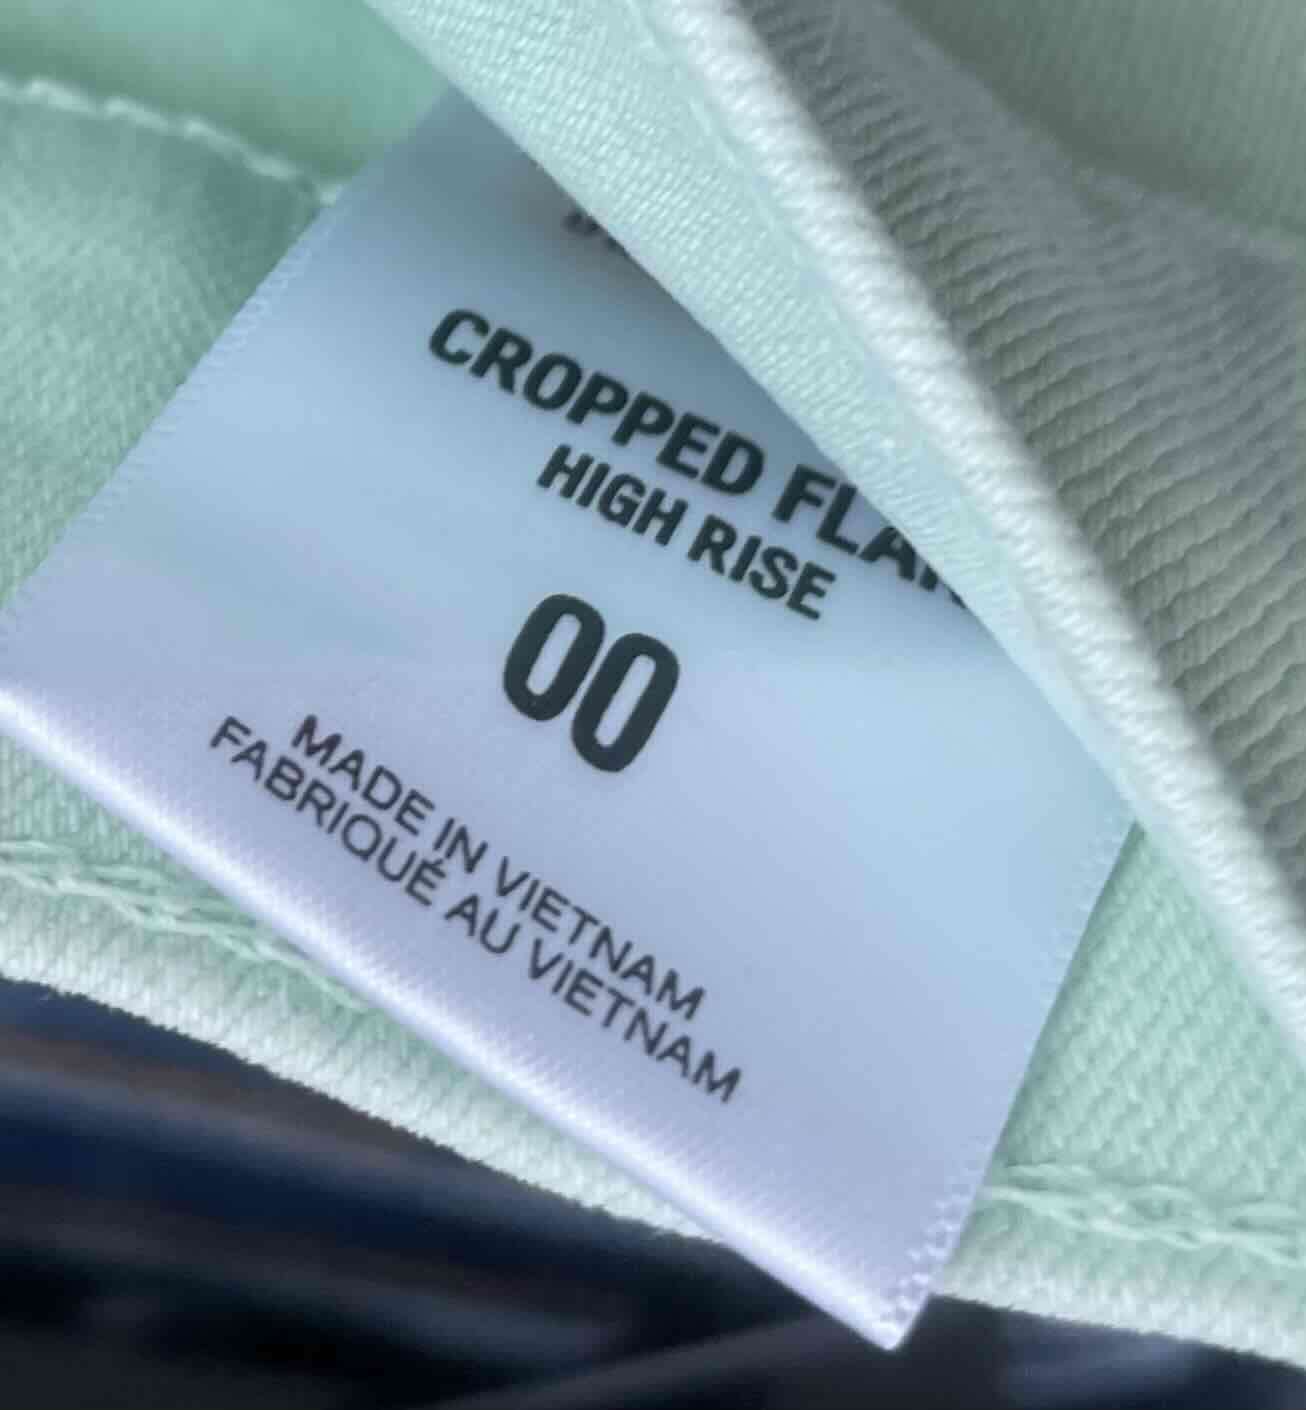 CROPPED
HIGH RISE
00
MADE IN VIETNAM
FABRIQUÉ AU VIETNAM